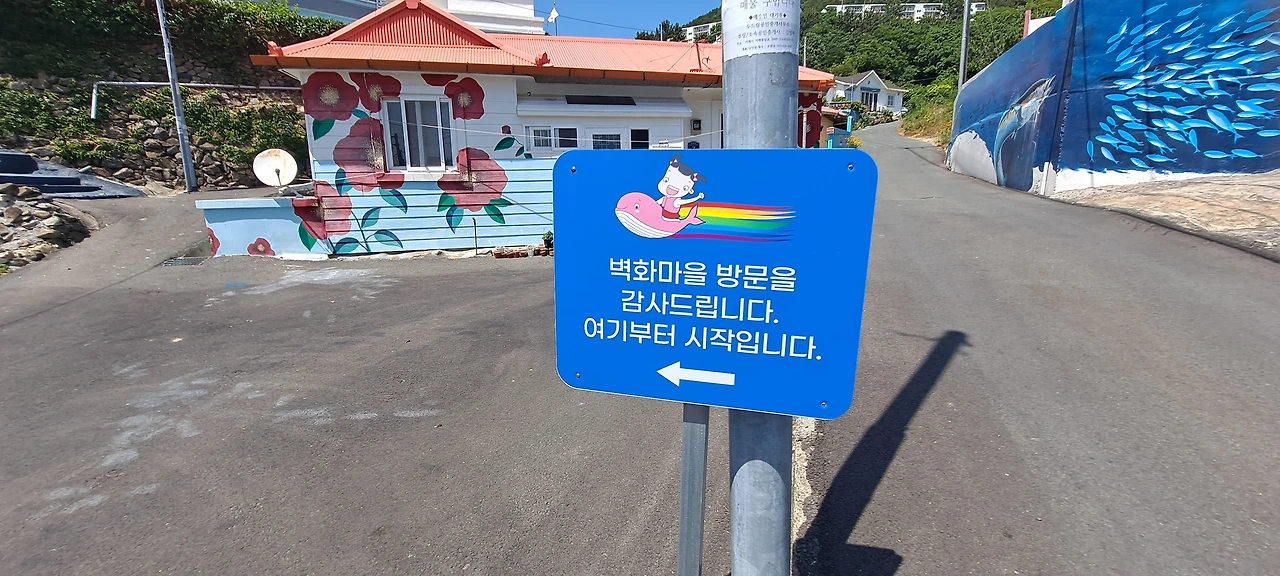 벽화마을 방문을
감사드립니다.
여기부터 시작입니다.